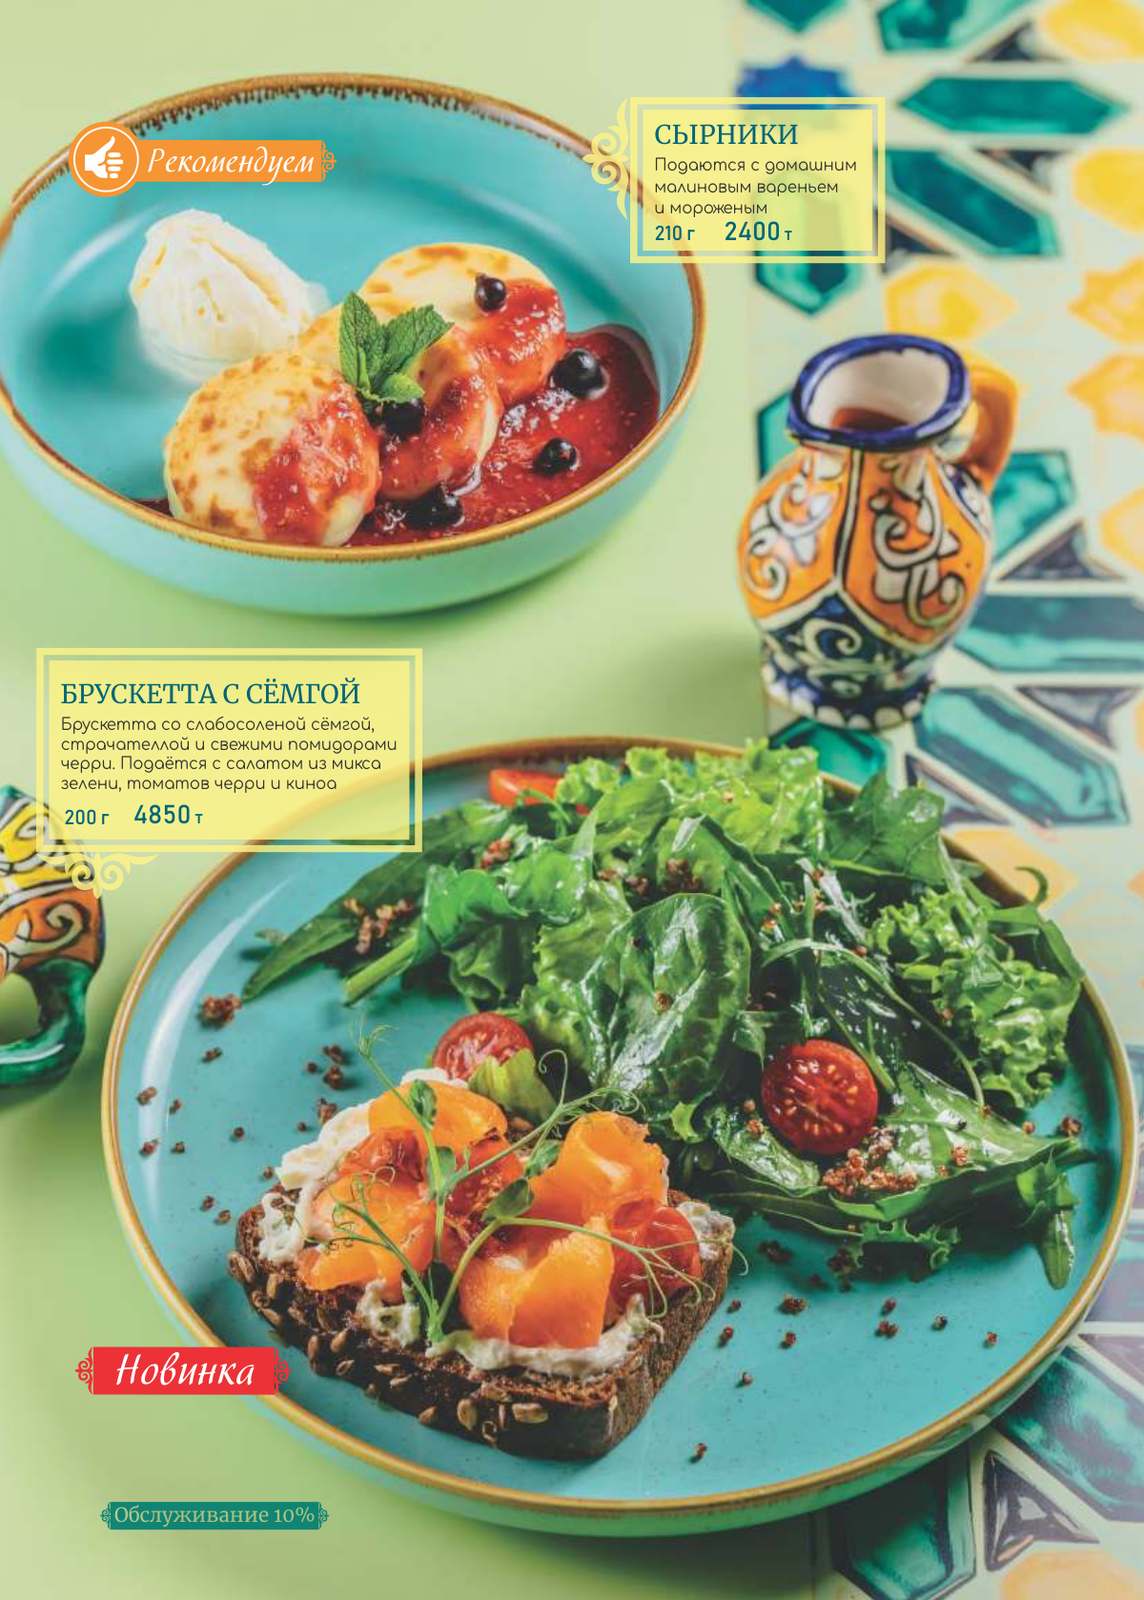 Рекомендуем
СЫРНИКИ
Подаются с домашним
малиновым вареньем
и мороженым
210 г 2400 т
БРУСКЕТТА С СЁМГОЙ
Брускетта со слабосоленой сёмгой,
страчателлой и свежими помидорами
черри. Подаётся с салатом из микса
зелени, томатов черри и киноа
200 г 4850 т
Новинка
Обслуживание 10%